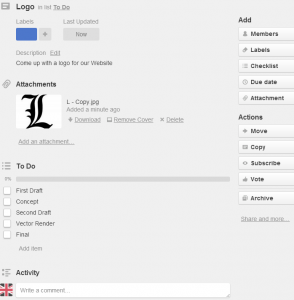 Logo in list To Do
Labels
Last Updated
+
Now
Description Edit
Come up with a logo for our Website
Attachments
L
L - Copy.jpg
Added a minute ago
Download Remove Cover Delete
Add an attachment...
To Do
0%
First Draft
Concept
Second Draft
Vector Render
Final
Add item
Activity
Write a comment...
Add
Members
Labels
Checklist
Due date
Attachment
Actions
Move
Copy
Subscribe
Vote
Archive
Share and more...